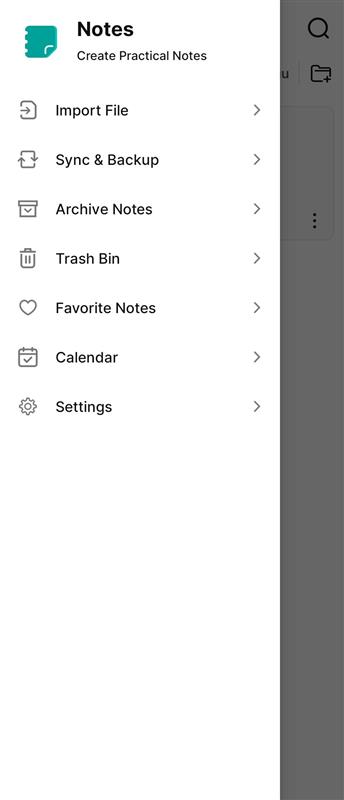 Notes
Create Practical Notes
Import File
Sync & Backup
Archive Notes
Trash Bin
Favorite Notes
Calendar
Settings